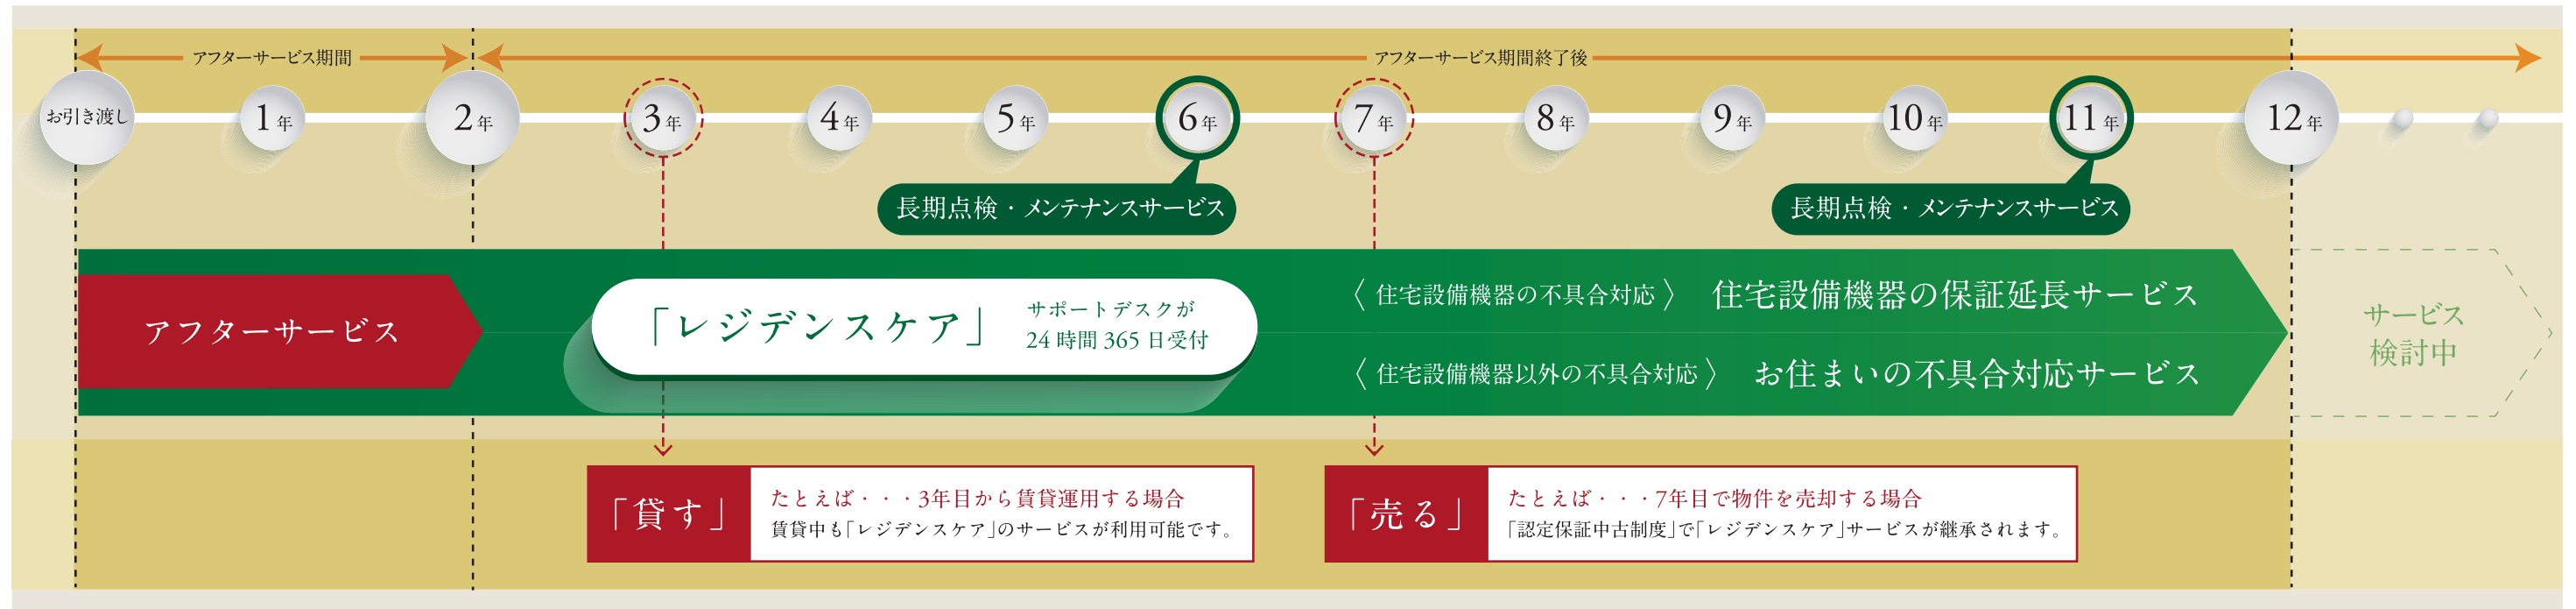 アフターサービス期間
アフターサービス期間終了後
お引き渡し
1年
2年
3年
4年
5年
6年
7年
8年
9年
10年
11年
12年
長期点検・メンテナンスサービス
長期点検・メンテナンスサービス
アフターサービス
「レジデンスケア」
サポートデスクが
24時間365日受付
〈住宅設備機器の不具合対応〉 住宅設備機器の保証延長サービス
〈住宅設備機器以外の不具合対応〉 お住まいの不具合対応サービス
サービス
検討中
「貸す」
たとえば・・・3年目から賃貸運用する場合
賃貸中も「レジデンスケア」のサービスが利用可能です。
「売る」
たとえば・・・7年目で物件を売却する場合
「認定保証中古制度」で「レジデンスケア」サービスが継承されます。